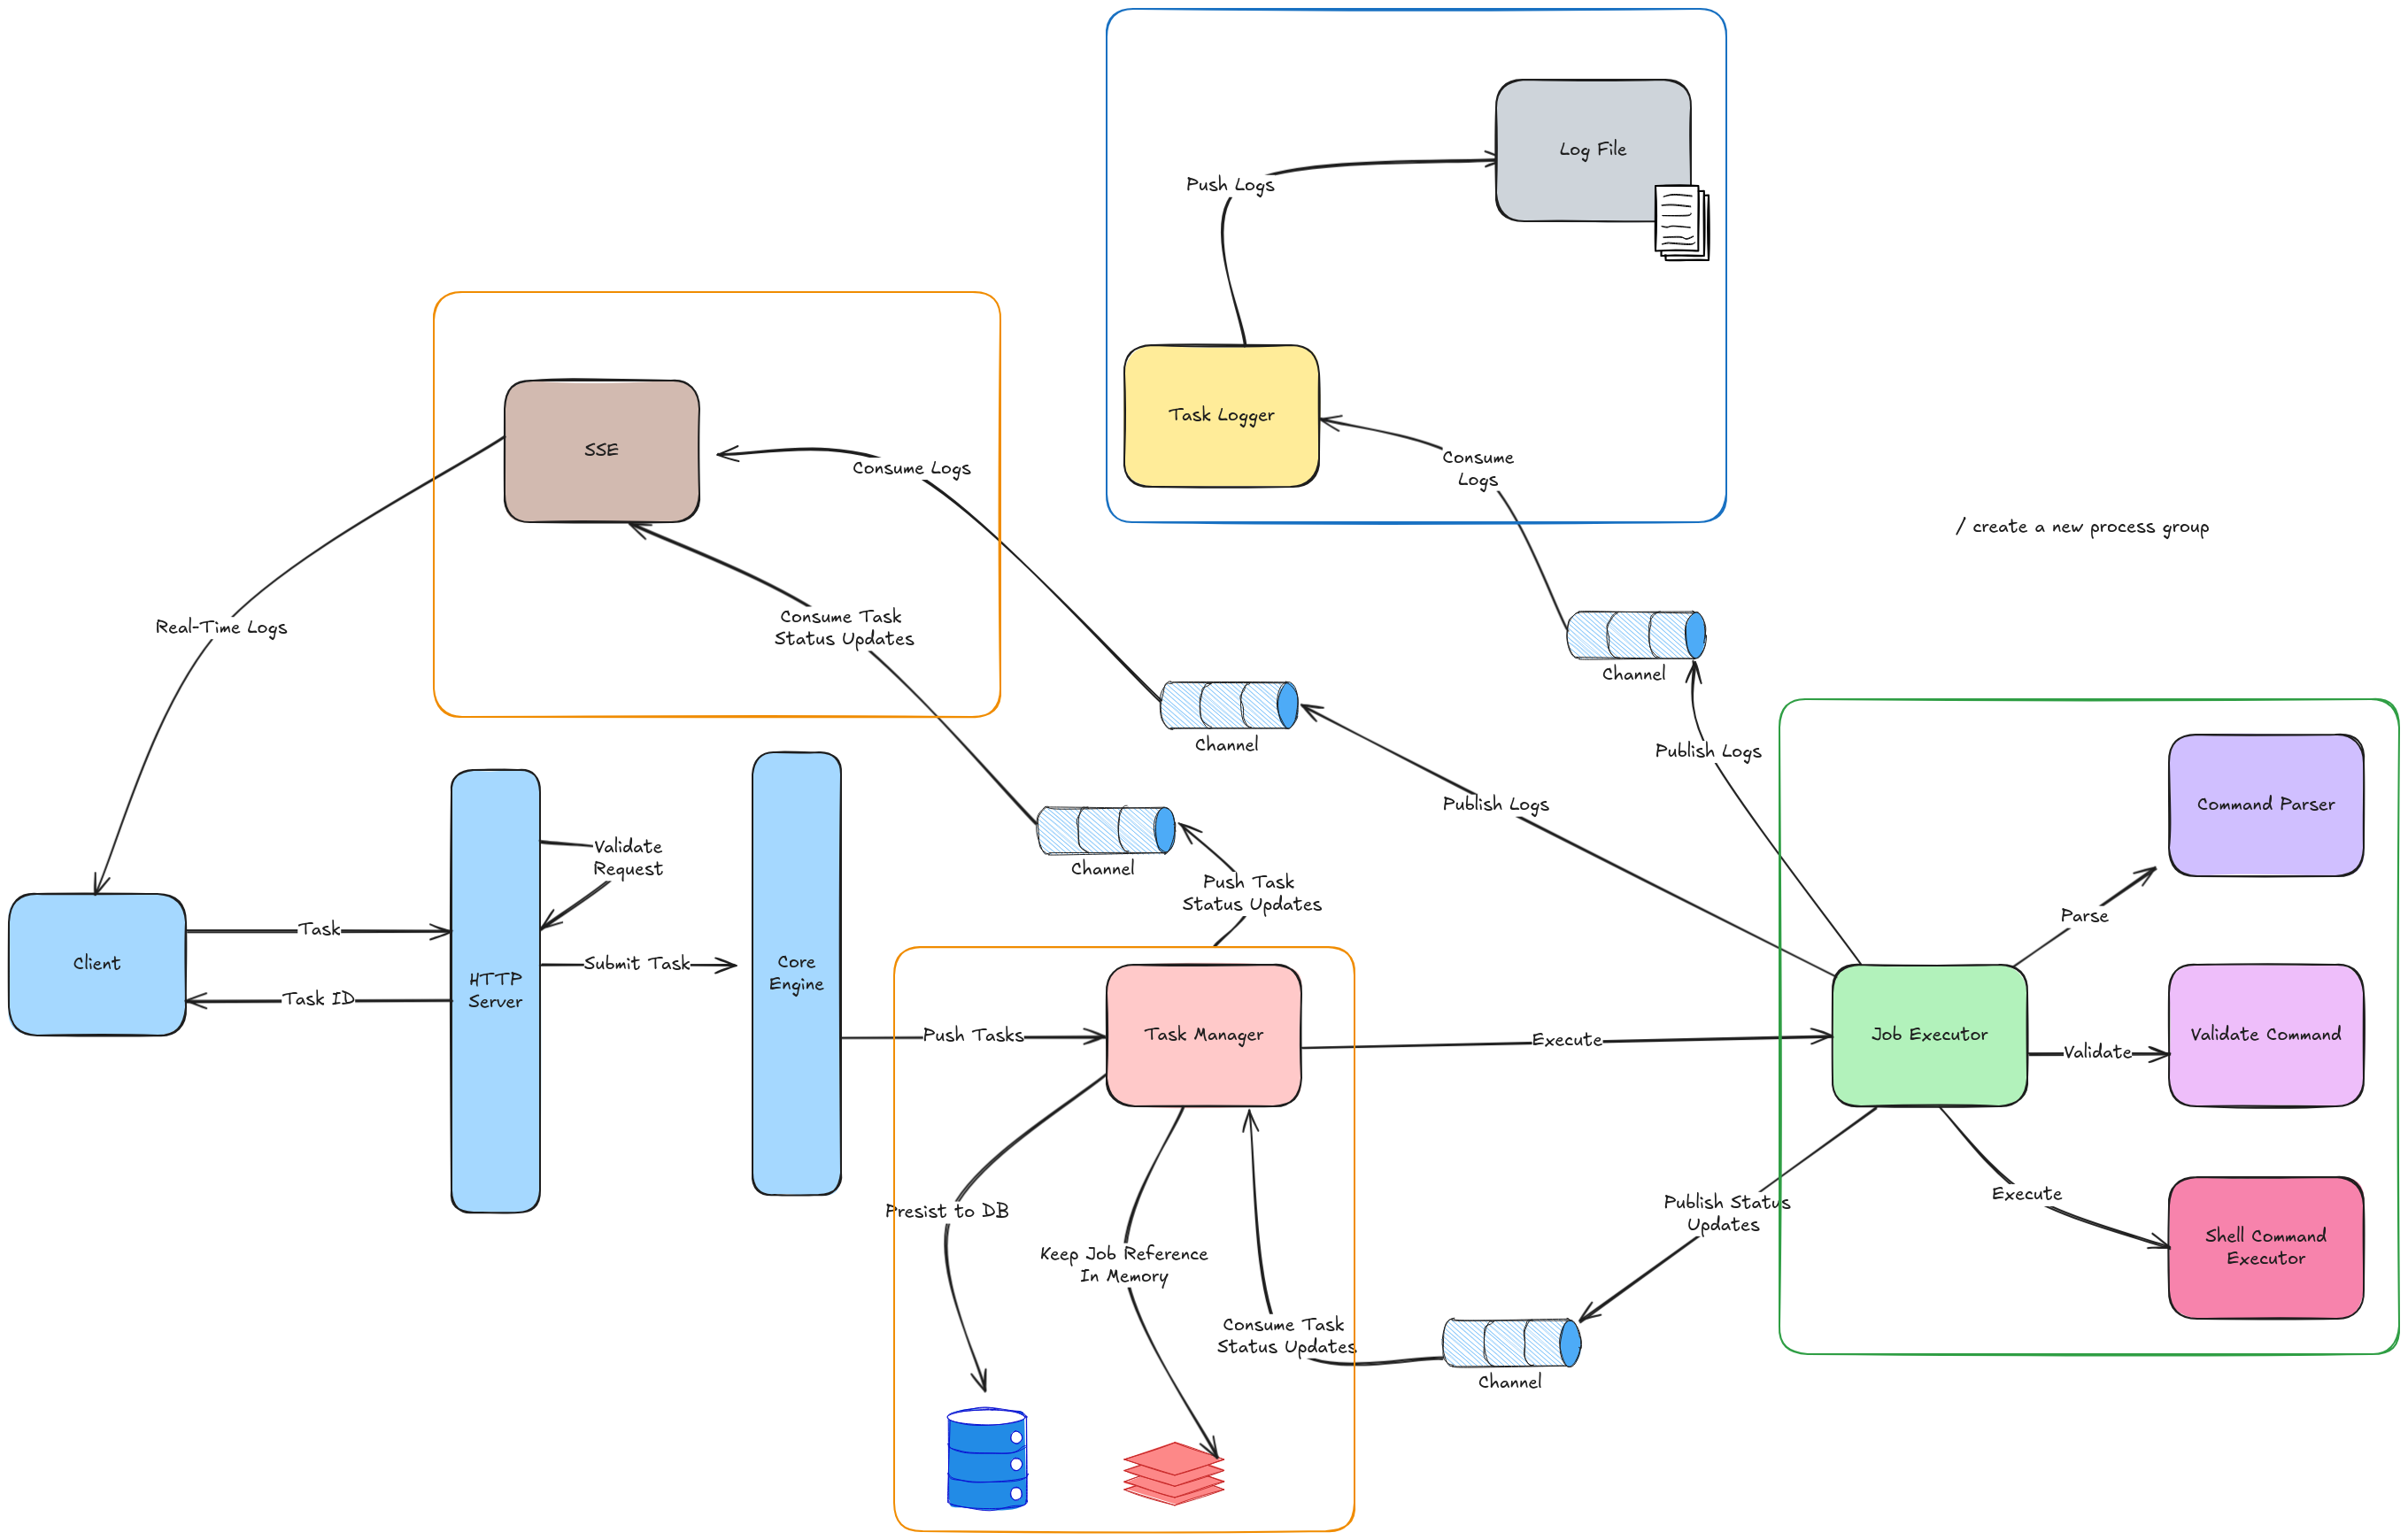 Log File
Push Logs
Task Logger
SSE
Consume Logs
Consume
Logs
/ create a new process group
Consume Task
Status Updates
Real-Time Logs
Channel
Channel
Publish Logs
Publish Logs
Command Parser
Validate
Request
Channel
Push Task
Status Updates
Parse
Task
Client
Submit Task
Core
Engine
HTTP
Server
Task ID
Push Tasks
Task Manager
Execute
Job Executor
Validate
Validate Command
Presist to DB
Keep Job Reference
In Memory
Publish Status
Updates
Execute
Shell Command
Executor
Consume Task
Status Updates
Channel